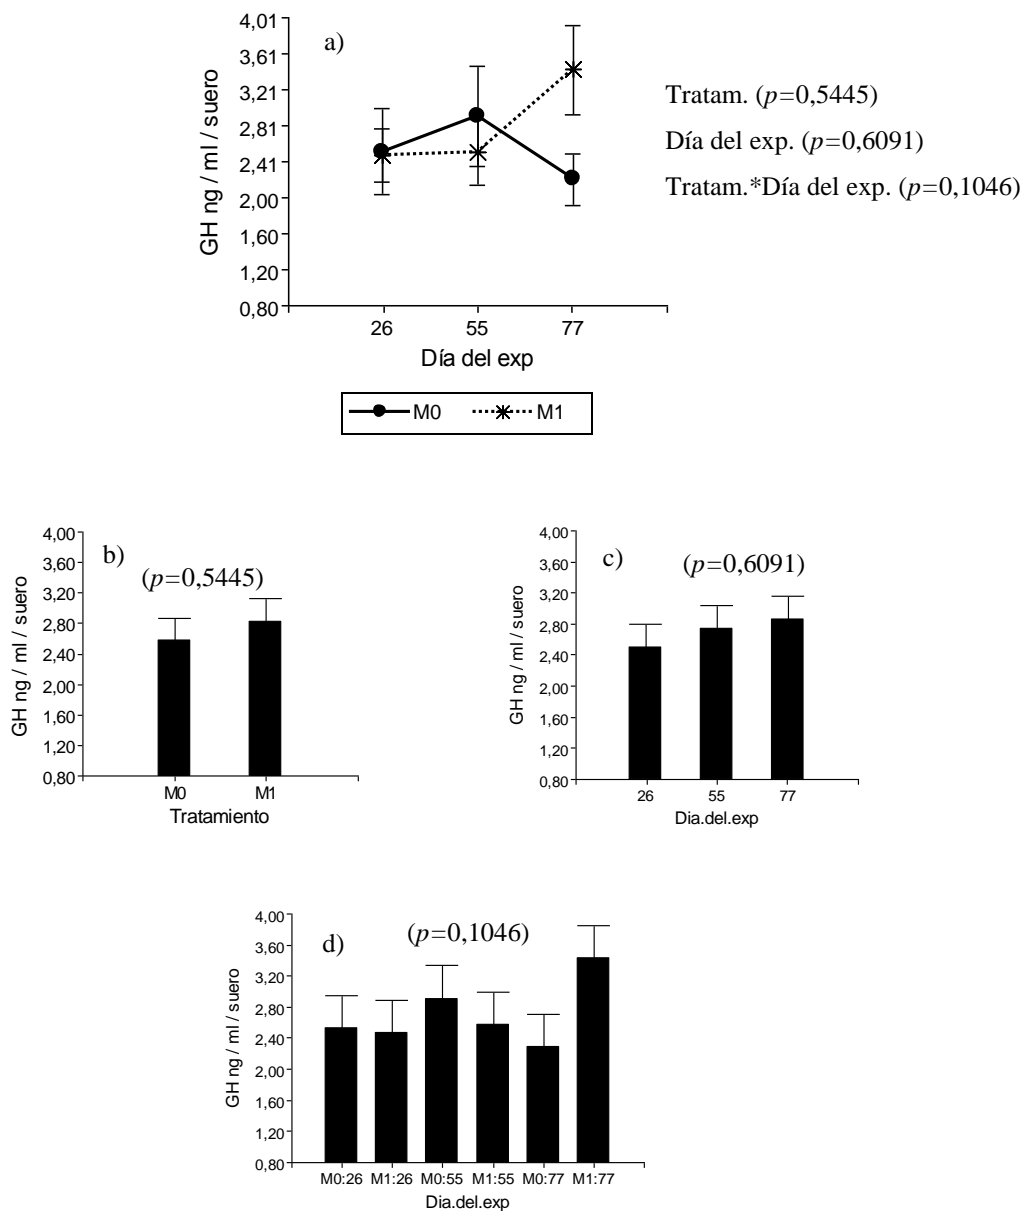 a)
4,01
3,61
3,21
2,81
2,41
2,00
1,60
1,20
0,80
GH ng / ml / suero
26 55 77
Día del exp
M0 M1
Tratam. (p=0,5445)
Día del exp. (p=0,6091)
Tratam.*Día del exp. (p=0,1046)
b)
(p=0,5445)
4,00
3,60
3,20
2,80
2,40
2,00
1,60
1,20
0,80
GH ng / ml / suero
M0 M1
Tratamiento
c)
(p=0,6091)
4,00
3,60
3,20
2,80
2,40
2,00
1,60
1,20
0,80
GH ng / ml / suero
26 55 77
Dia.del.exp
d)
(p=0,1046)
4,00
3,60
3,20
2,80
2,40
2,00
1,60
1,20
0,80
GH ng / ml / suero
M0:26 M1:26 M0:55 M1:55 M0:77 M1:77
Dia.del.exp